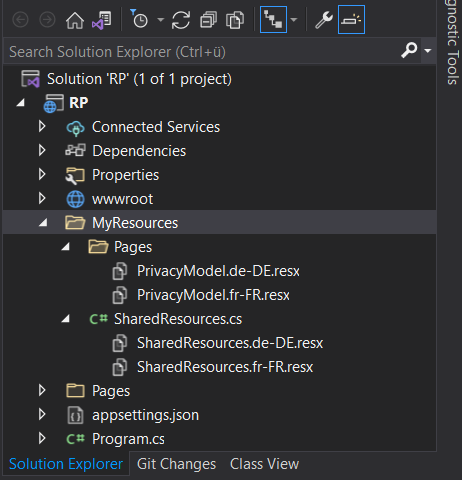 Search Solution Explorer (Ctrl+ü)
Solution 'RP' (1 of 1 project)
RP
Connected Services
Dependencies
Properties
wwwroot
MyResources
Pages
PrivacyModel.de-DE.resx
PrivacyModel.fr-FR.resx
C# SharedResources.cs
SharedResources.de-DE.resx
SharedResources.fr-FR.resx
Pages
appsettings.json
C# Program.cs
Solution Explorer Git Changes Class View
gnostic Tools